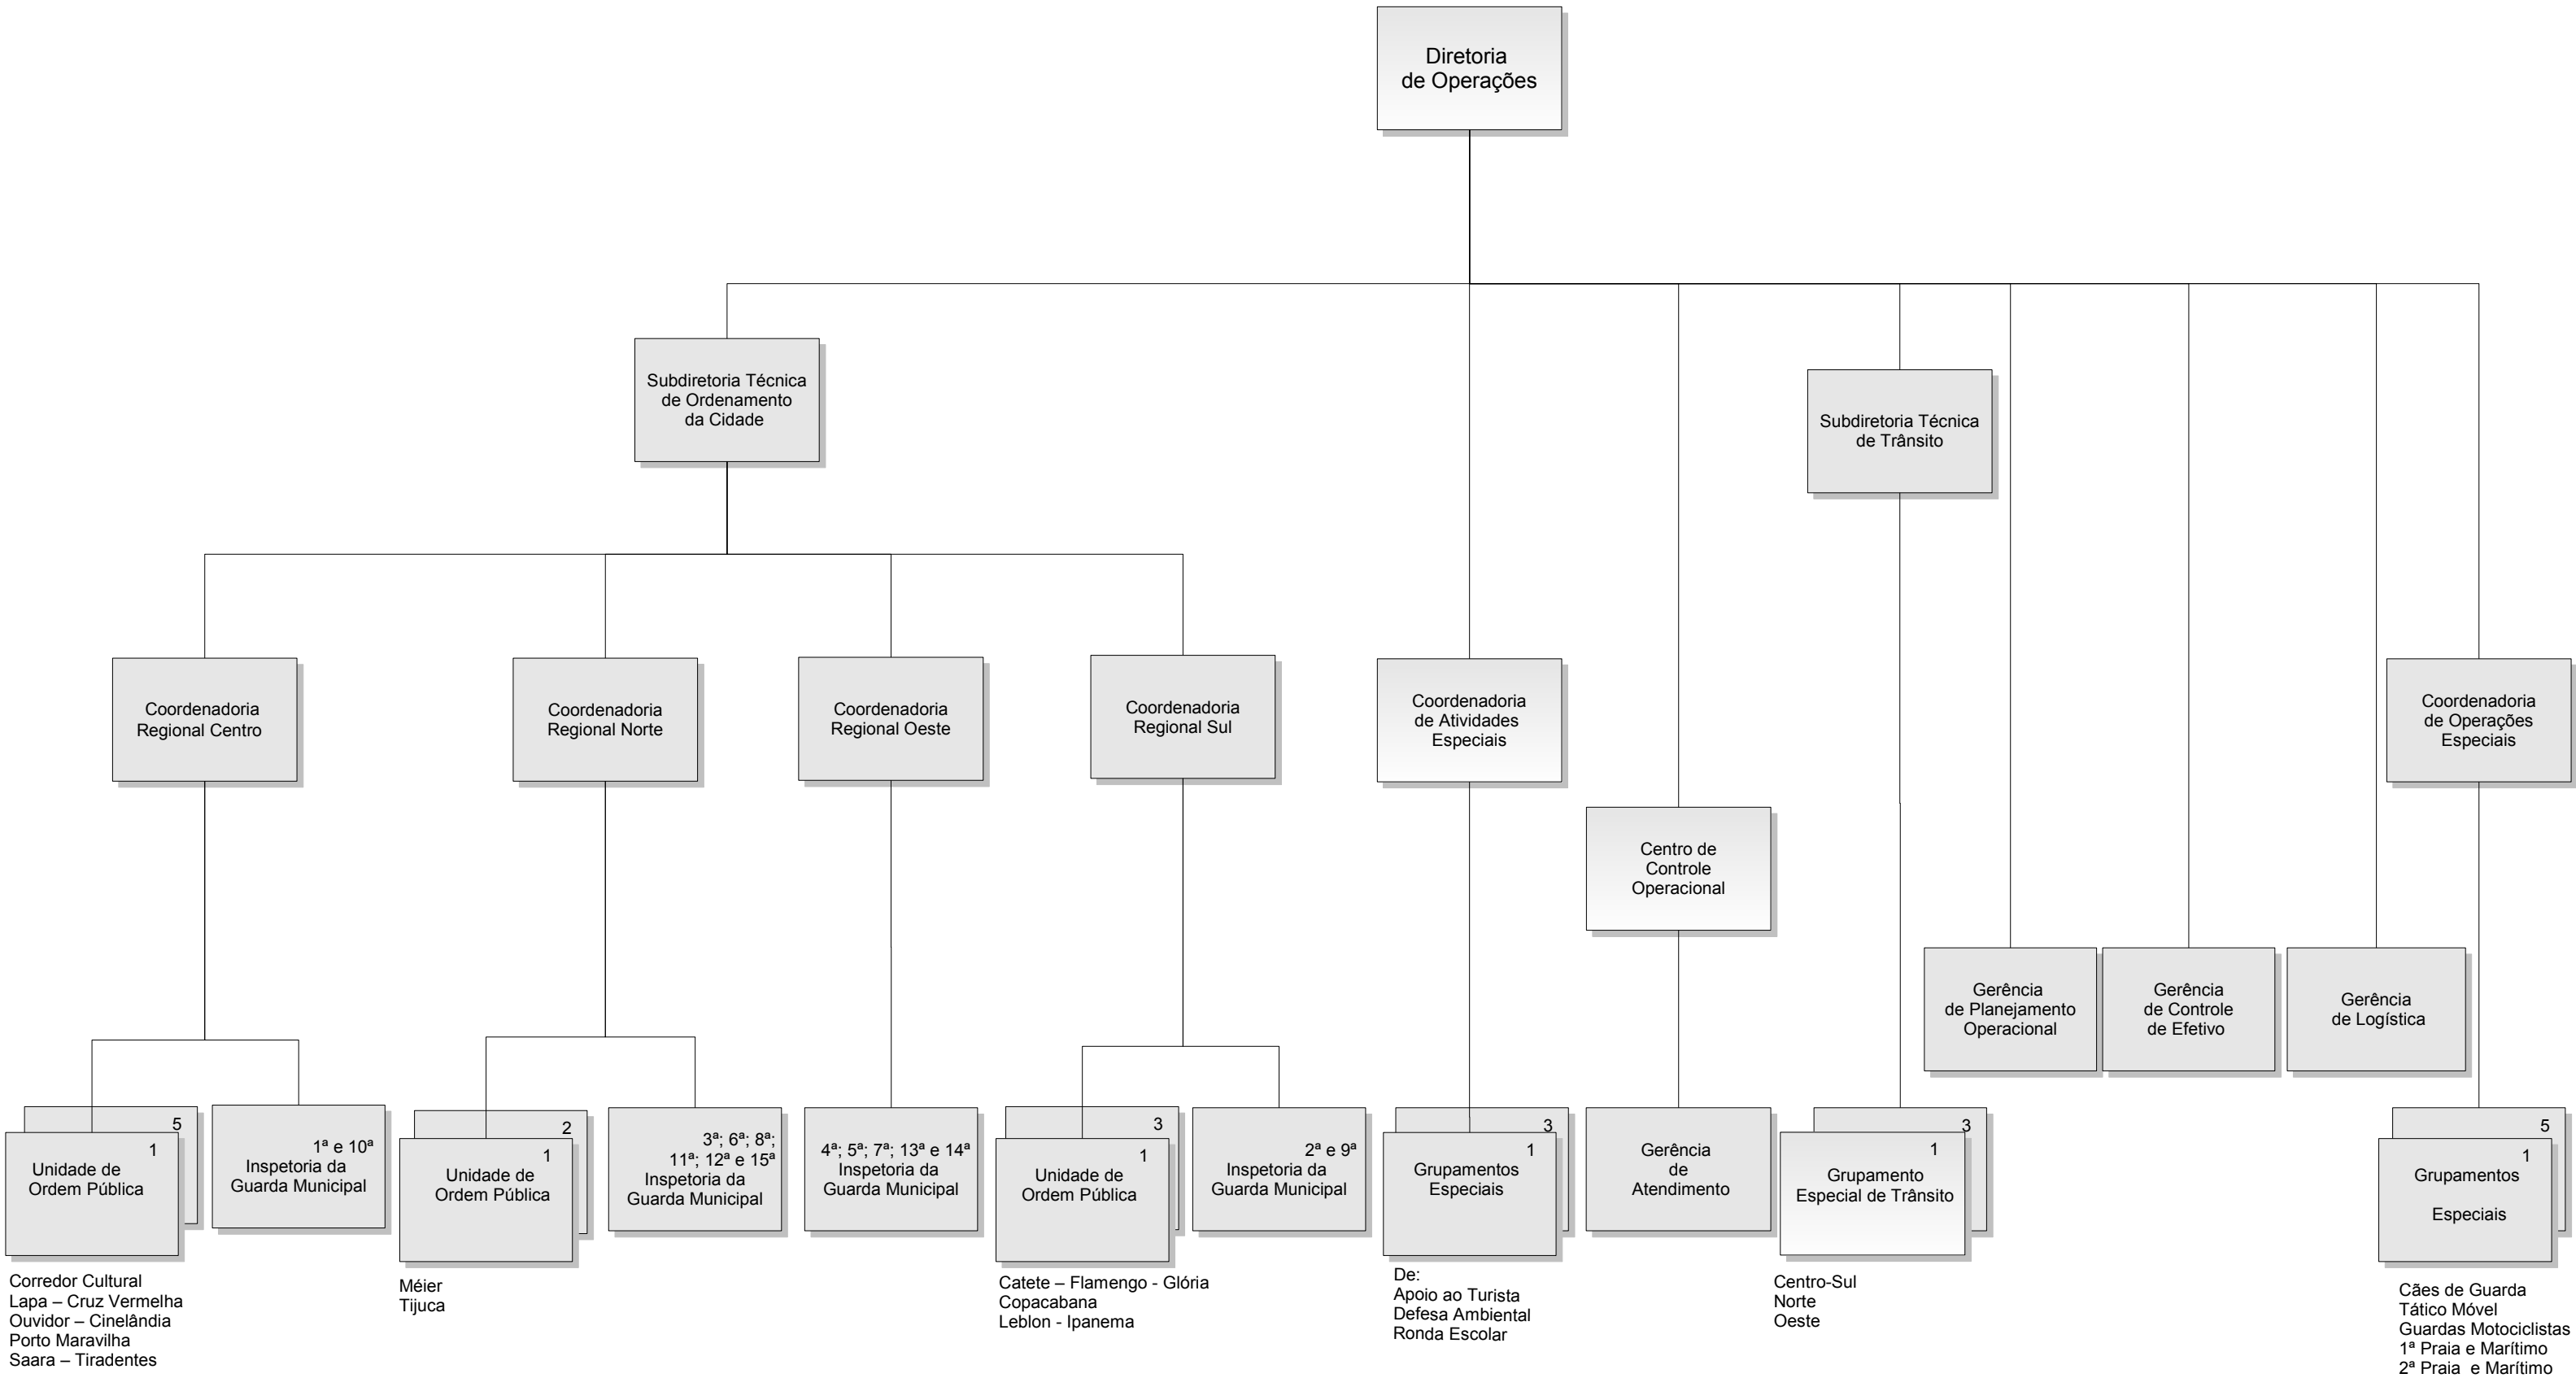 Diretoria
de Operações
Subdiretoria Técnica
de Ordenamento
da Cidade
Subdiretoria Técnica
de Trânsito
Coordenadoria
Regional Centro
Coordenadoria
Regional Norte
Coordenadoria
Regional Oeste
Coordenadoria
Regional Sul
Coordenadoria
de Atividades
Especiais
Coordenadoria
de Operações
Especiais
Centro de
Controle
Operacional
Gerência
de Planejamento
Operacional
Gerência
de Controle
de Efetivo
Gerência
de Logística
5
1
Unidade de
Ordem Pública
1ª e 10ª
Inspetoria da
Guarda Municipal
2
1
Unidade de
Ordem Pública
3ª; 6ª; 8ª;
11ª; 12ª e 15ª
Inspetoria da
Guarda Municipal
4ª; 5ª; 7ª; 13ª e 14ª
Inspetoria da
Guarda Municipal
3
1
Unidade de
Ordem Pública
2ª e 9ª
Inspetoria da
Guarda Municipal
3
1
Grupamentos
Especiais
Gerência
de
Atendimento
3
1
Grupamento
Especial de Trânsito
5
1
Grupamentos
Especiais
Corredor Cultural
Lapa – Cruz Vermelha
Ouvidor – Cinelândia
Porto Maravilha
Saara – Tiradentes
Méier
Tijuca
Catete – Flamengo - Glória
Copacabana
Leblon - Ipanema
De:
Apoio ao Turista
Defesa Ambiental
Ronda Escolar
Centro-Sul
Norte
Oeste
Cães de Guarda
Tático Móvel
Guardas Motociclistas
1ª Praia e Marítimo
2ª Praia  e Marítimo